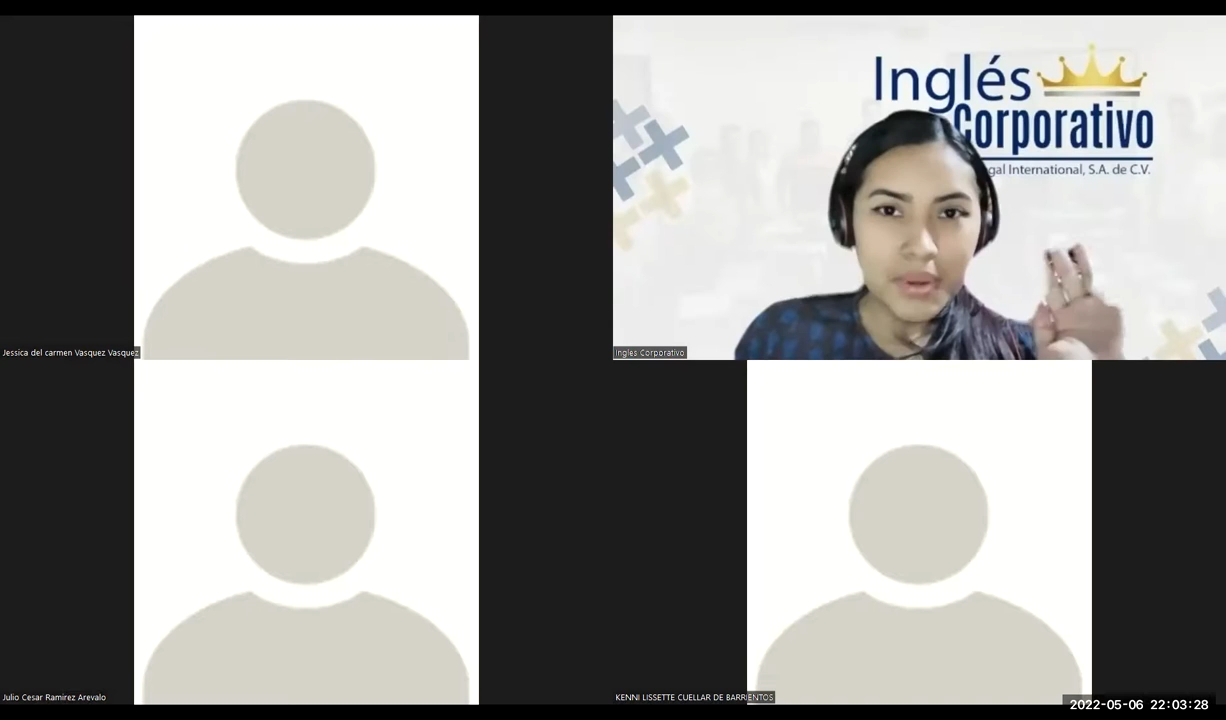 Inglés
Corporativo
gal International, S.A. de C.V.
Jessica del carmen Vasquez Vasquez
Ingles Corporativo
Julio Cesar Ramirez Arevalo
KENNI LISSETTE CUELLAR DE BARRIENTOS
2022-05-06 22:03:28